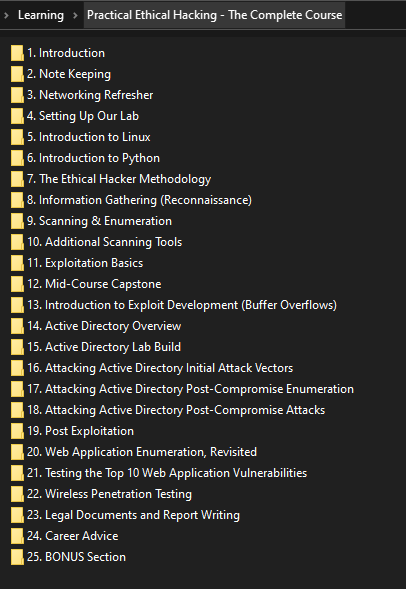 Learning > Practical Ethical Hacking - The Complete Course
1. Introduction
2. Note Keeping
3. Networking Refresher
4. Setting Up Our Lab
5. Introduction to Linux
6. Introduction to Python
7. The Ethical Hacker Methodology
8. Information Gathering (Reconnaissance)
9. Scanning & Enumeration
10. Additional Scanning Tools
11. Exploitation Basics
12. Mid-Course Capstone
13. Introduction to Exploit Development (Buffer Overflows)
14. Active Directory Overview
15. Active Directory Lab Build
16. Attacking Active Directory Initial Attack Vectors
17. Attacking Active Directory Post-Compromise Enumeration
18. Attacking Active Directory Post-Compromise Attacks
19. Post Exploitation
20. Web Application Enumeration, Revisited
21. Testing the Top 10 Web Application Vulnerabilities
22. Wireless Penetration Testing
23. Legal Documents and Report Writing
24. Career Advice
25. BONUS Section